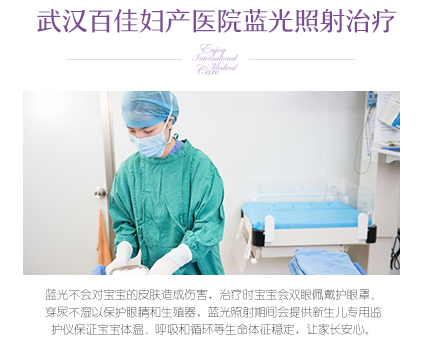 武汉百佳妇产医院蓝光照射治疗
Enjoy
International
Medical
Care
蓝光不会对宝宝的皮肤造成伤害，治疗时宝宝会双眼佩戴护眼罩、
穿尿不湿以保护眼睛和生殖器，蓝光照射期间会提供新生儿专用监
护仪保证宝宝体温、呼吸和循环等生命体征稳定，让家长安心。